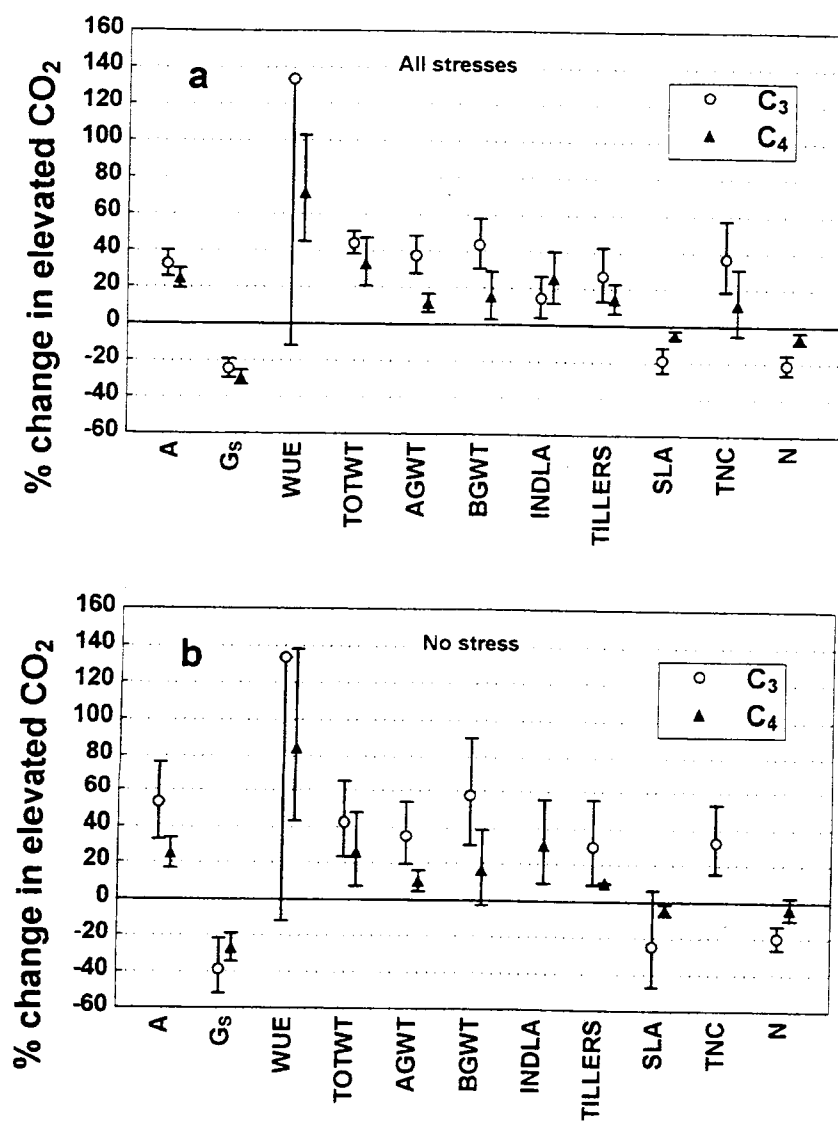 160
140
120
100
80
60
40
20
0
-20
-40
-60
% change in elevated CO₂
a
All stresses
C₃
C₄
A
Gs
WUE
TOTWT
AGWT
BGWT
INDLA
TILLERS
SLA
TNC
N
160
140
120
100
80
60
40
20
0
-20
-40
-60
% change in elevated CO₂
b
No stress
C₃
C₄
A
Gs
WUE
TOTWT
AGWT
BGWT
INDLA
TILLERS
SLA
TNC
N